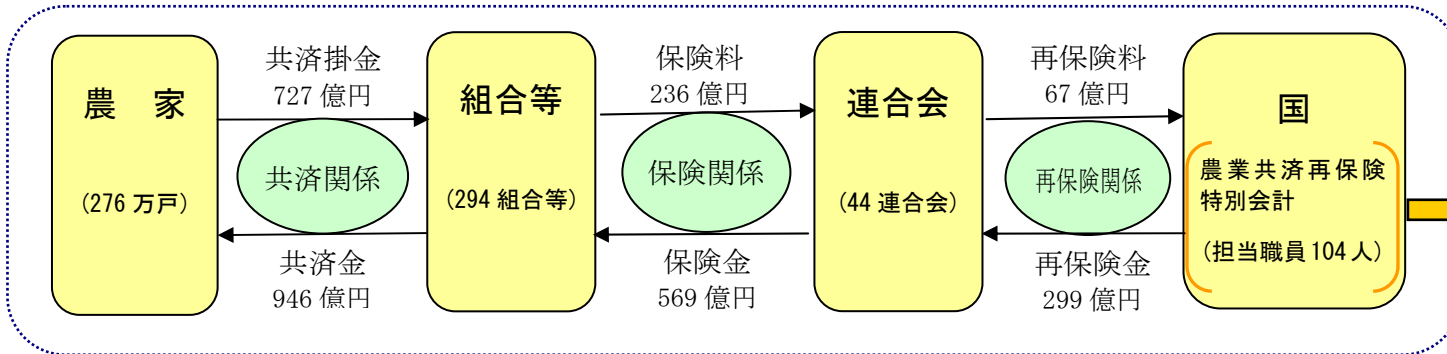 農　家
(276 万戸)
共済掛金
727 億円
共済関係
共済金
946 億円
組合等
(294 組合等)
保険料
236 億円
保険関係
保険金
569 億円
連合会
(44 連合会)
再保険料
67 億円
再保険関係
再保険金
299 億円
国
農業共済再保険
特別会計
(担当職員 104 人)